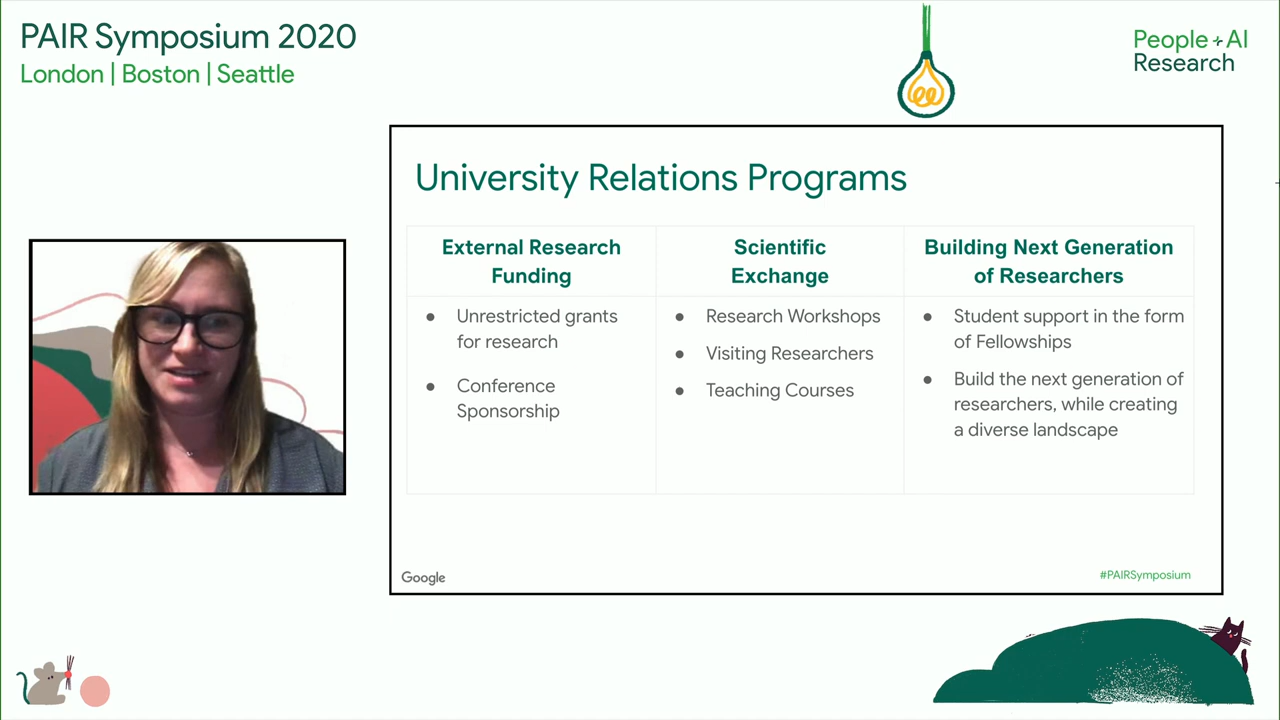 PAIR Symposium 2020
London | Boston | Seattle
People + AI
Research
University Relations Programs
External Research
Funding
● Unrestricted grants
for research
● Conference
Sponsorship
Scientific
Exchange
● Research Workshops
● Visiting Researchers
● Teaching Courses
Building Next Generation
of Researchers
● Student support in the form
of Fellowships
● Build the next generation of
researchers, while creating
a diverse landscape
Google
#PAIRSymposium